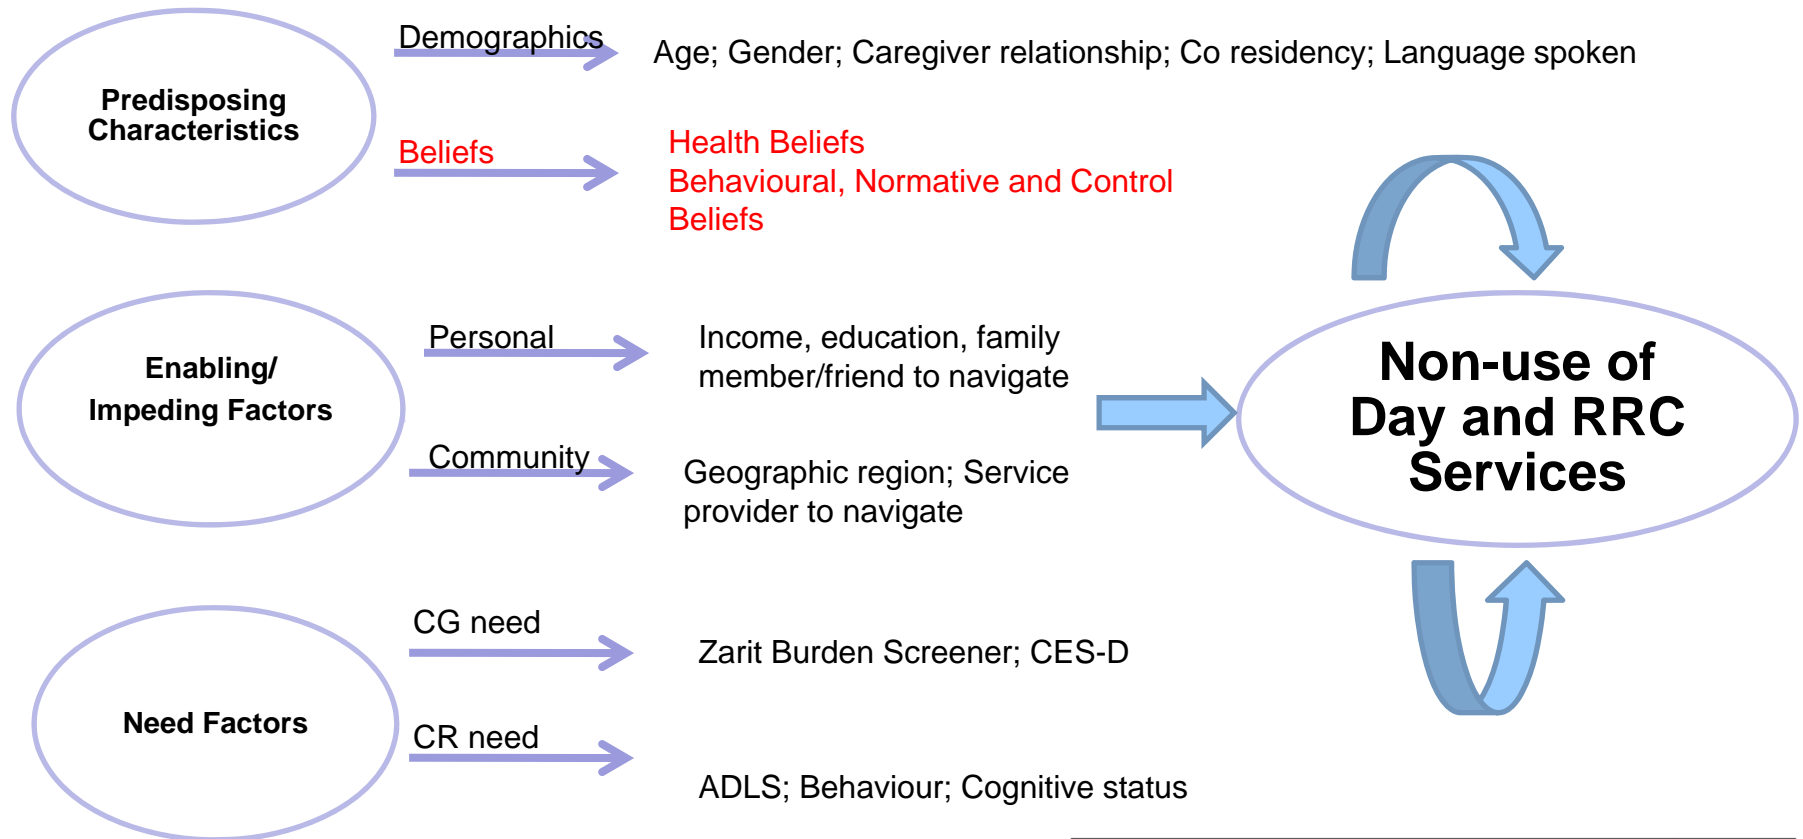 Demographics
Age; Gender; Caregiver relationship; Co residency; Language spoken
Predisposing
Characteristics
Beliefs
Health Beliefs
Behavioural, Normative and Control
Beliefs
Personal
Income, education, family
member/friend to navigate
Enabling/
Impeding Factors
Community
Geographic region; Service
provider to navigate
Non-use of
Day and RRC
Services
CG need
Zarit Burden Screener; CES-D
Need Factors
CR need
ADLS; Behaviour; Cognitive status